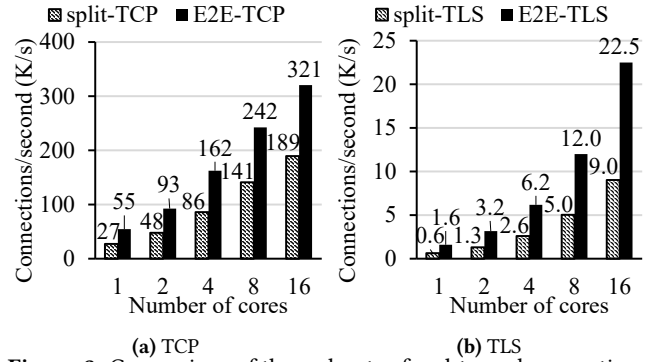 split-TCP E2E-TCP
Connections/second (K/s)
400
300
200
100
0
27 55 48 93 86 162 141 242 189 321
1 2 4 8 16
Number of cores
(a) TCP
split-TLS E2E-TLS
Connections/second (K/s)
25
20
15
10
5
0
0.6 1.6 1.3 3.2 2.6 6.2 5.0 12.0 9.0 22.5
1 2 4 8 16
Number of cores
(b) TLS